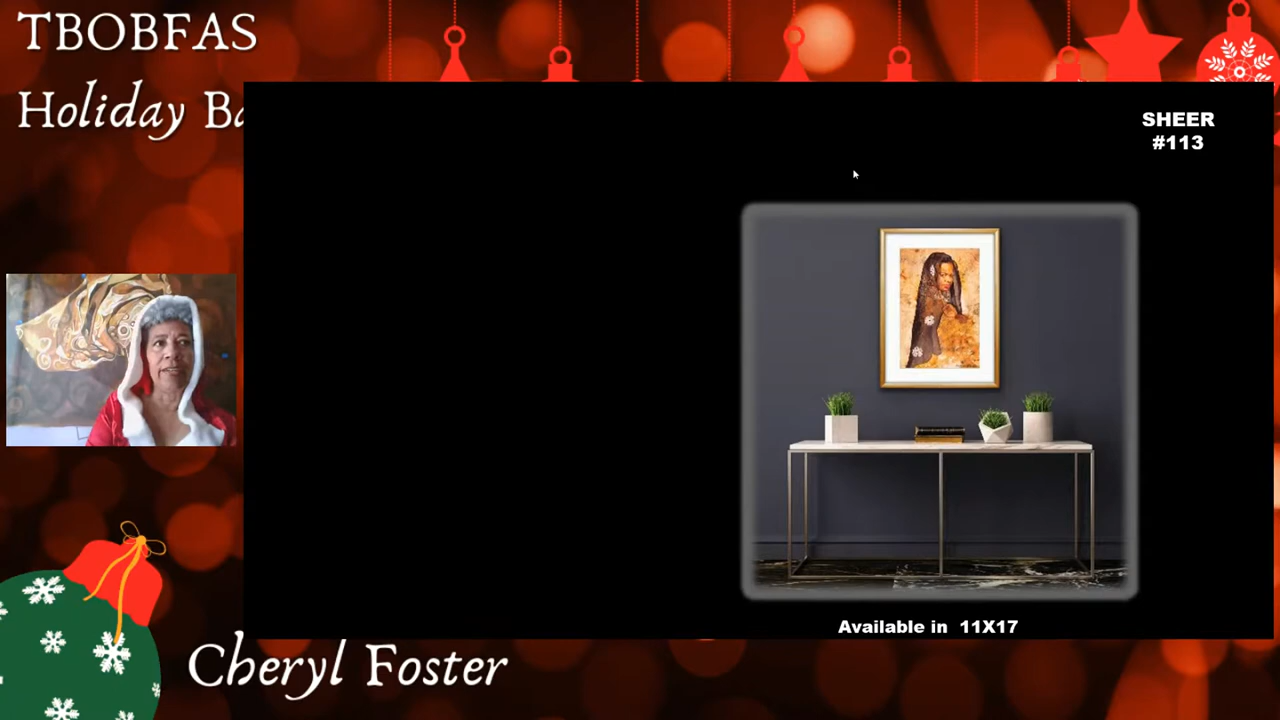 TBOBFAS
Holiday Ba
SHEER
#113
Available in 11X17
Cheryl Foster